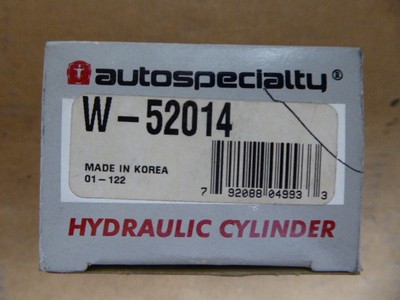 autospecialty®
W-52014
MADE IN KOREA
01-122
7 92088 04993 3
HYDRAULIC CYLINDER